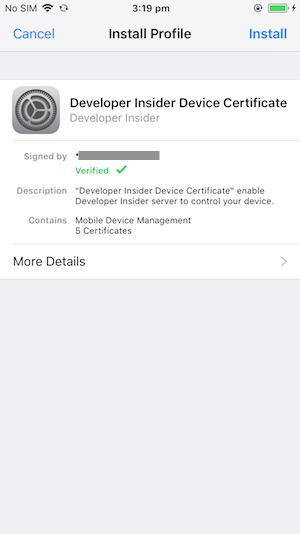 No SIM 3:19 pm
Cancel Install Profile Install
Developer Insider Device Certificate
Developer Insider
Signed by *
Verified
Description "Developer Insider Device Certificate" enable
Developer Insider server to control your device.
Contains Mobile Device Management
5 Certificates
More Details